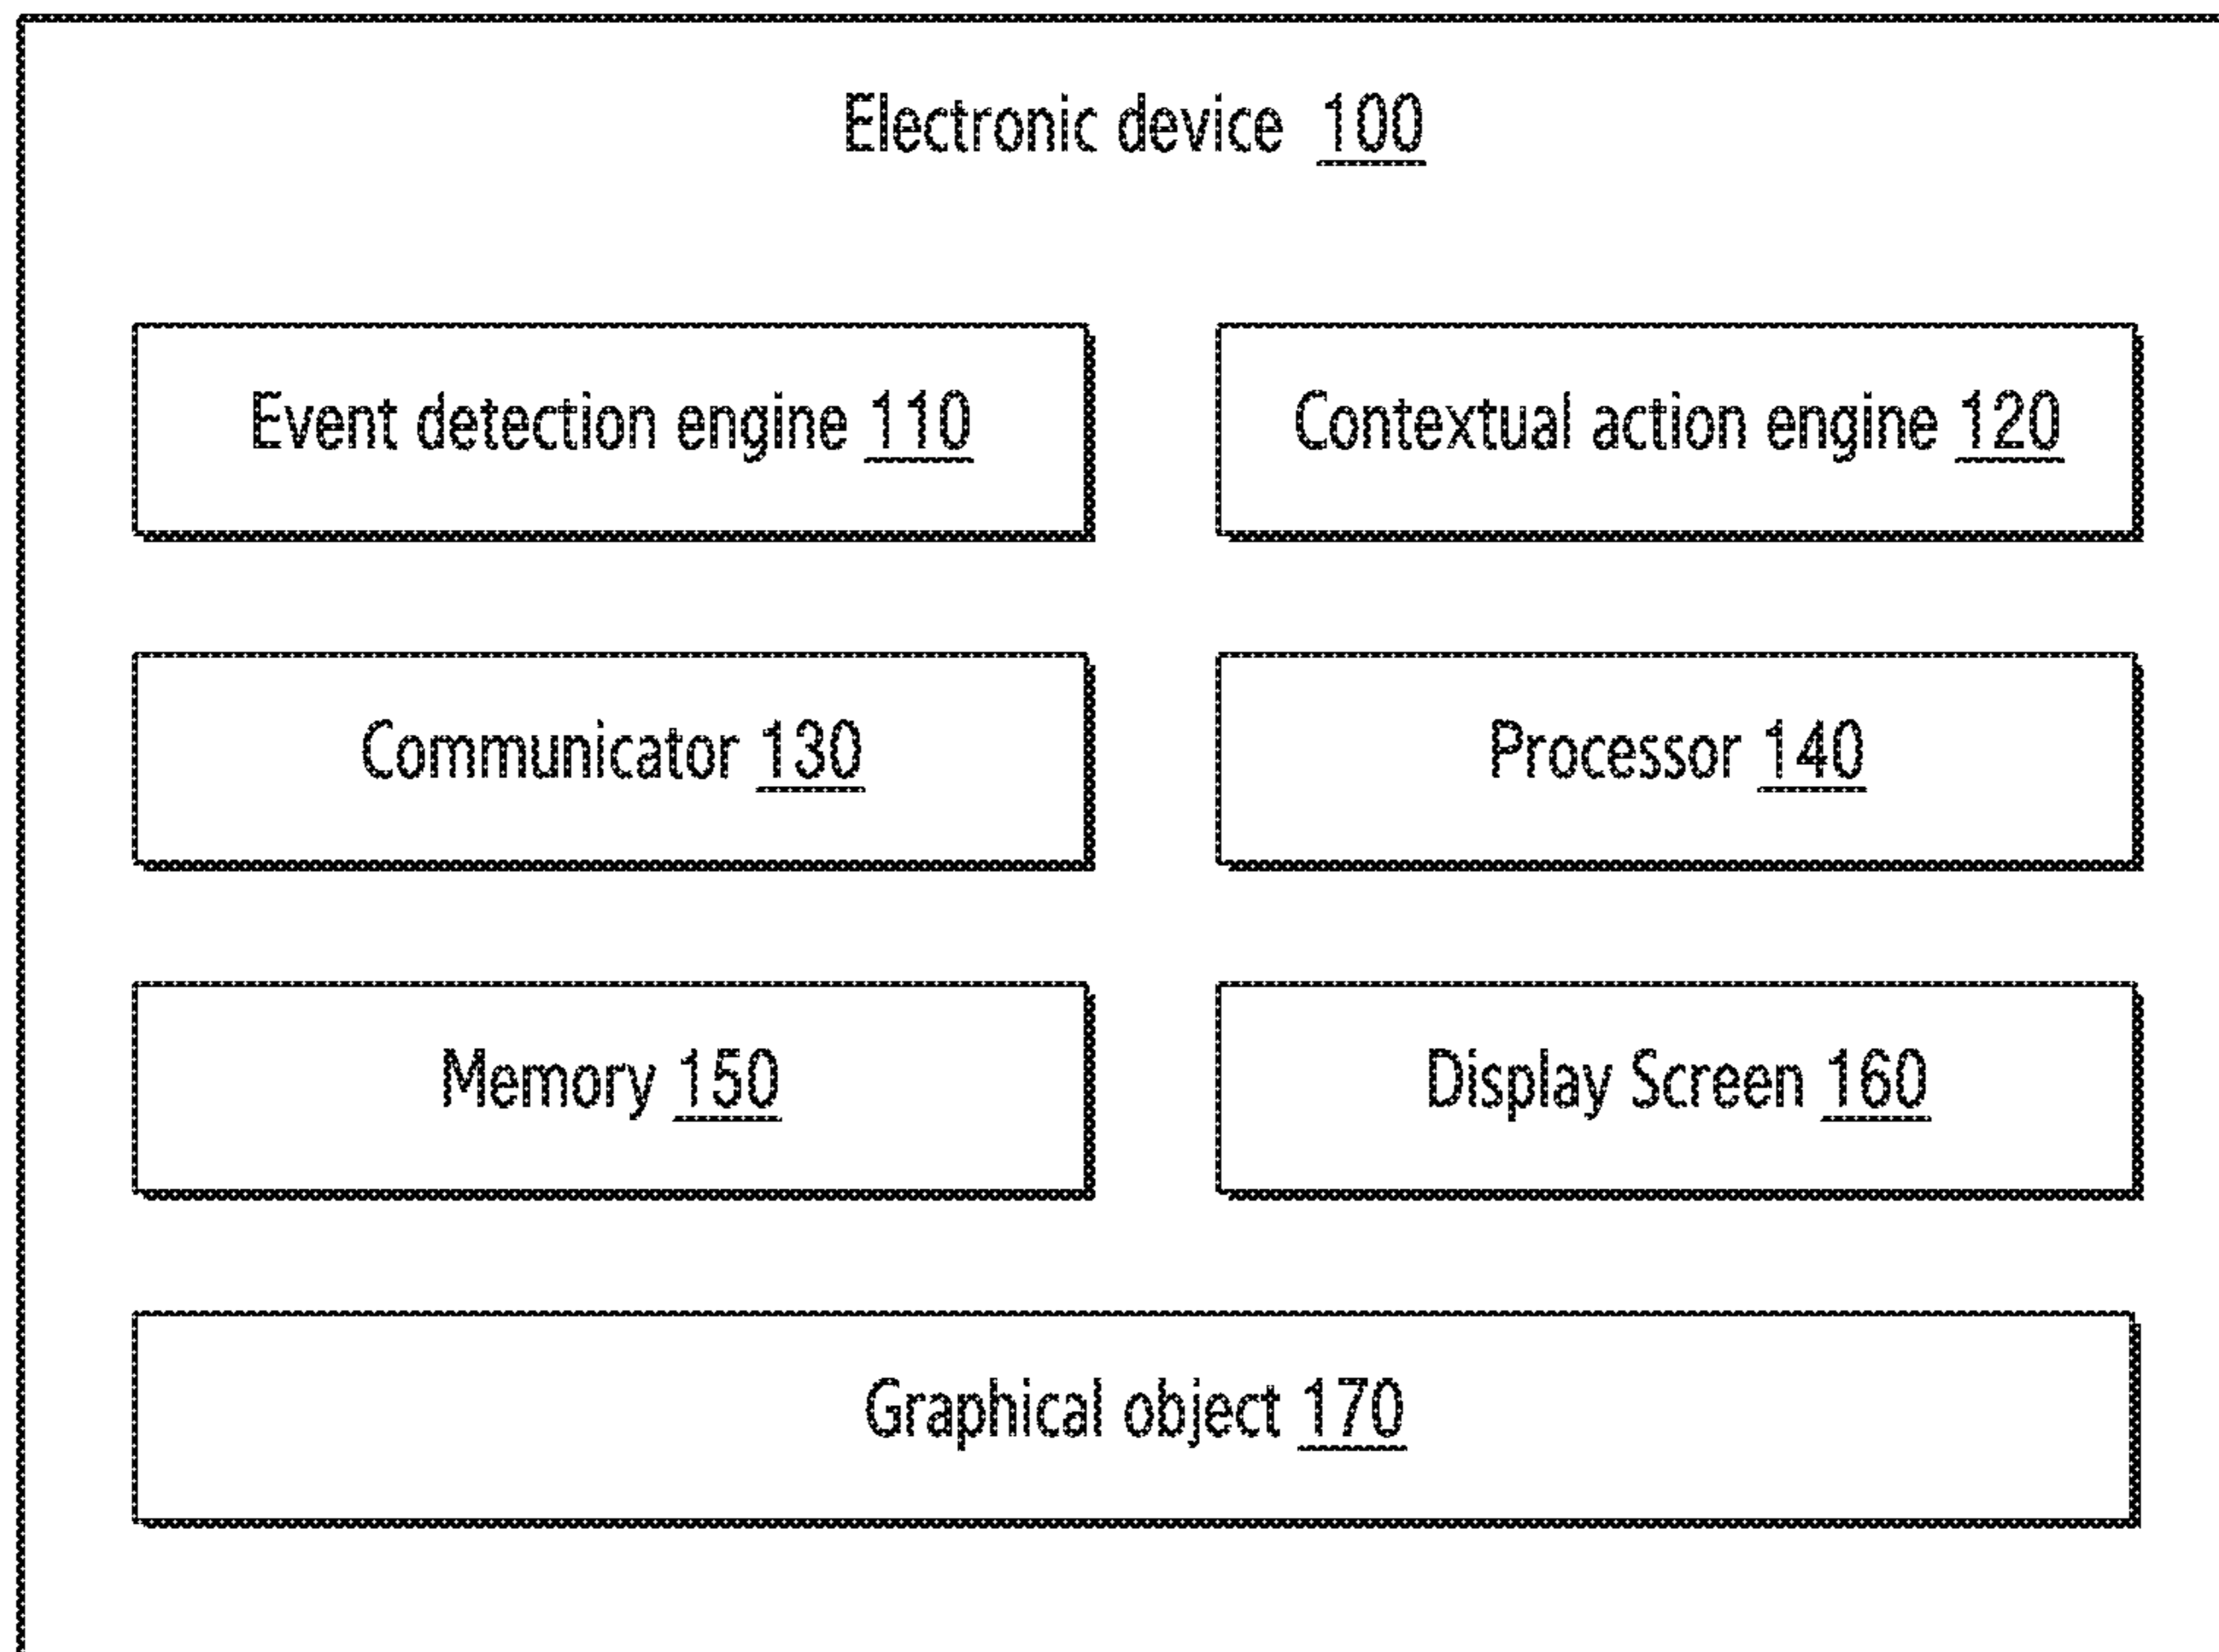 Electronic device 100
Event detection engine 110
Contextual action engine 120
Communicator 130
Processor 140
Memory 150
Display Screen 160
Graphical object 170